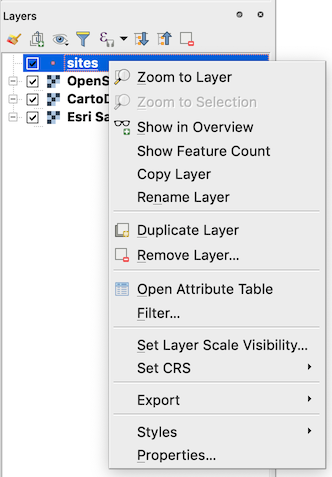 Layers
sites
Zoom to Layer
OpenS
Zoom to Selection
CartoD
Esri Sa
Show in Overview
Show Feature Count
Copy Layer
Rename Layer
Duplicate Layer
Remove Layer...
Open Attribute Table
Filter...
Set Layer Scale Visibility...
Set CRS
Export
Styles
Properties...